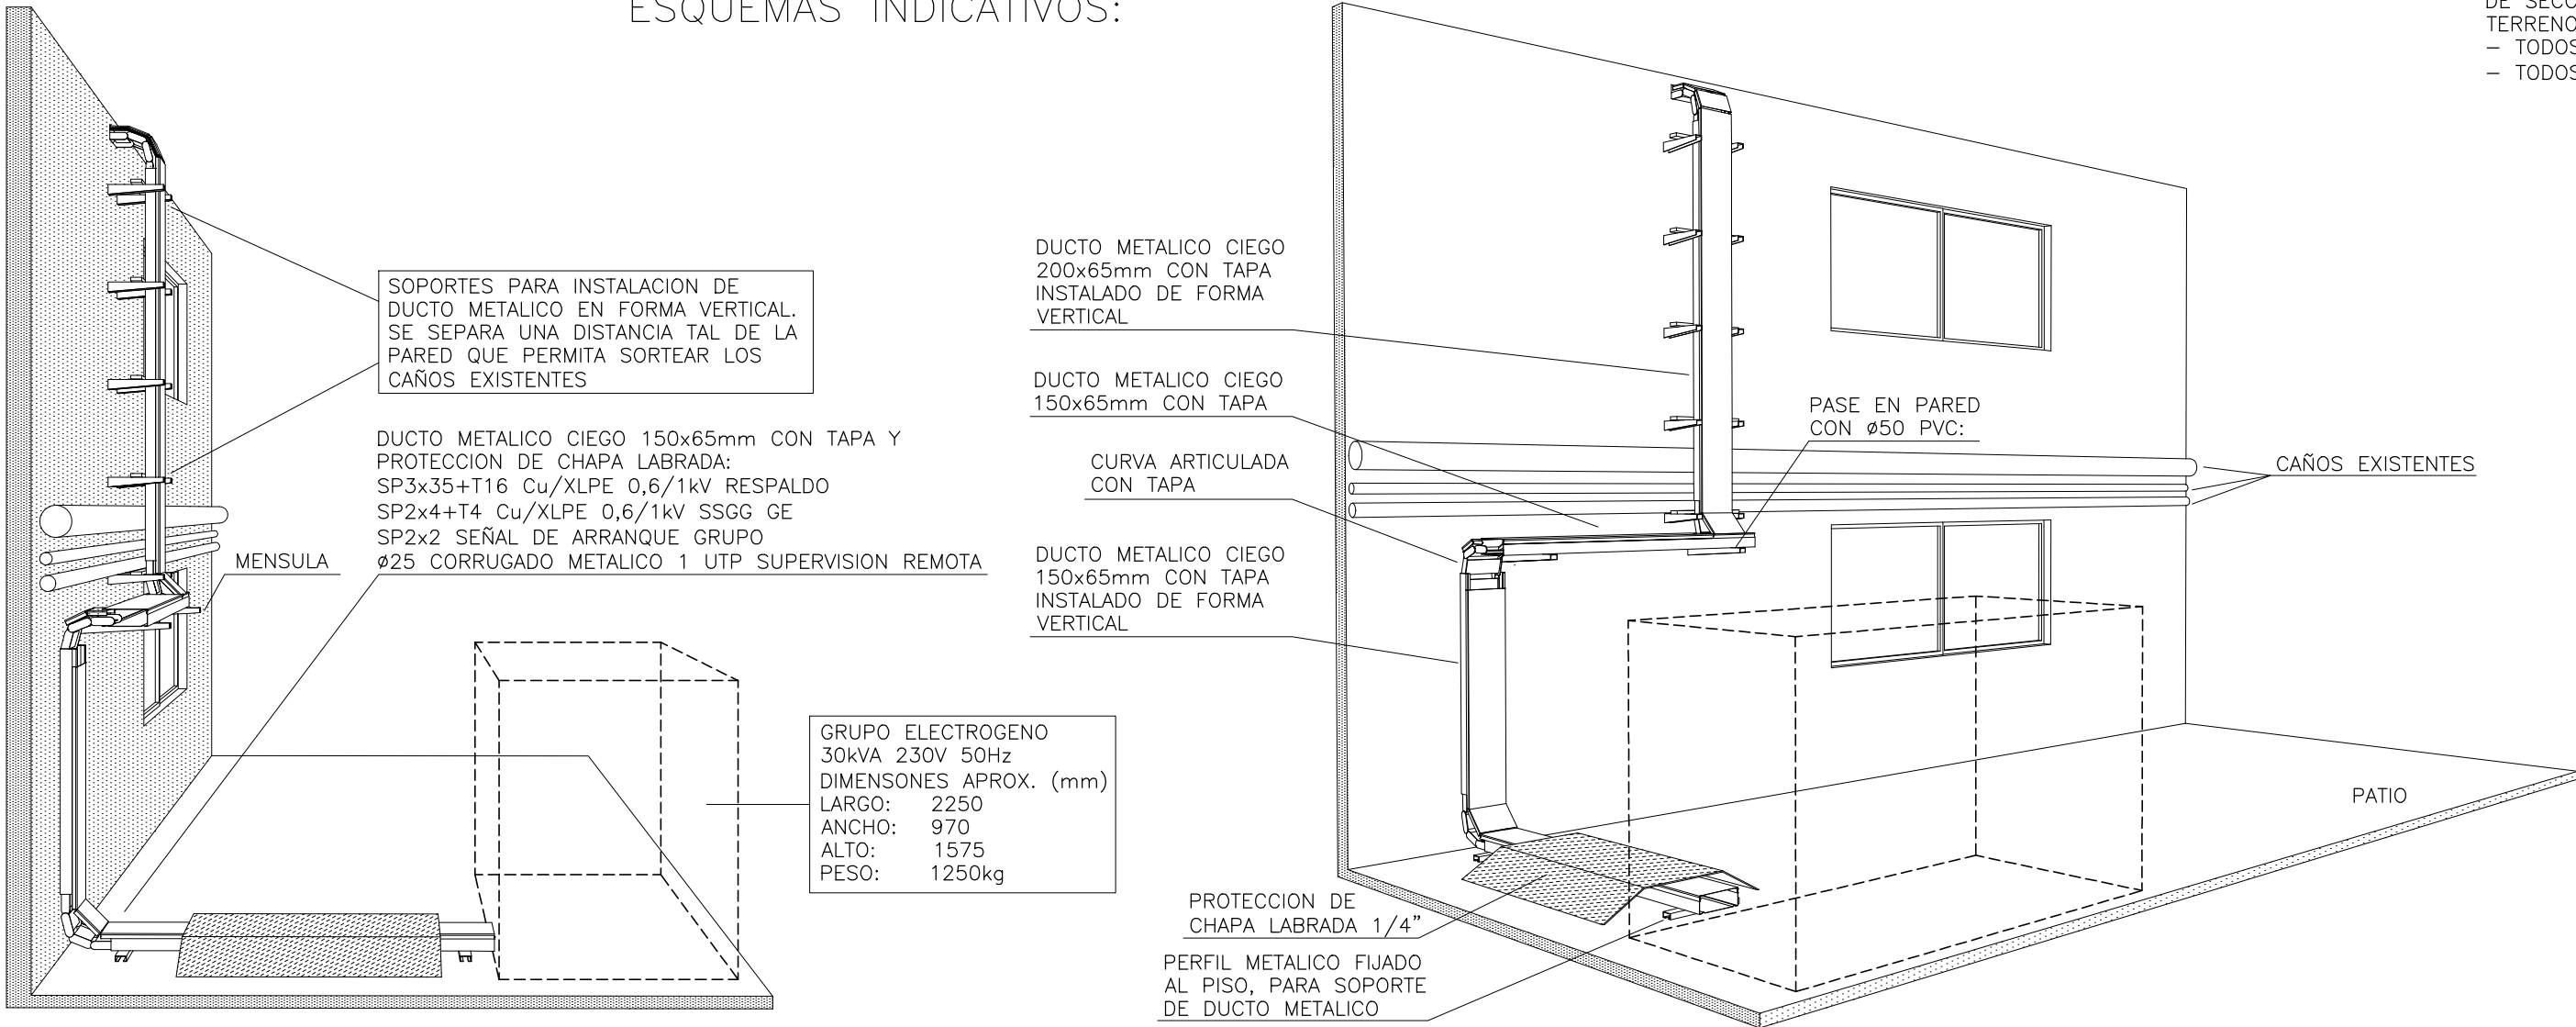 ESQUEMAS INDICATIVOS:
TERRENO
- TODOS
- TODOS
SOPORTES PARA INSTALACION DE
DUCTO METALICO EN FORMA VERTICAL.
SE SEPARA UNA DISTANCIA TAL DE LA
PARED QUE PERMITA SORTEAR LOS
CAÑOS EXISTENTES
DUCTO METALICO CIEGO 150x65mm CON TAPA Y
PROTECCION DE CHAPA LABRADA:
SP3x35+T16 Cu/XLPE 0,6/1kV RESPALDO
SP2x4+T4 Cu/XLPE 0,6/1kV SSGG GE
SP2x2 SEÑAL DE ARRANQUE GRUPO
ø25 CORRUGADO METALICO 1 UTP SUPERVISION REMOTA
MENSULA
GRUPO ELECTROGENO
30kVA 230V 50Hz
DIMENSONES APROX. (mm)
LARGO: 2250
ANCHO: 970
ALTO: 1575
PESO: 1250kg
DUCTO METALICO CIEGO
200x65mm CON TAPA
INSTALADO DE FORMA
VERTICAL
DUCTO METALICO CIEGO
150x65mm CON TAPA
CURVA ARTICULADA
CON TAPA
DUCTO METALICO CIEGO
150x65mm CON TAPA
INSTALADO DE FORMA
VERTICAL
PASE EN PARED
CON ø50 PVC:
CAÑOS EXISTENTES
PATIO
PROTECCION DE
CHAPA LABRADA 1/4”
PERFIL METALICO FIJADO
AL PISO, PARA SOPORTE
DE DUCTO METALICO